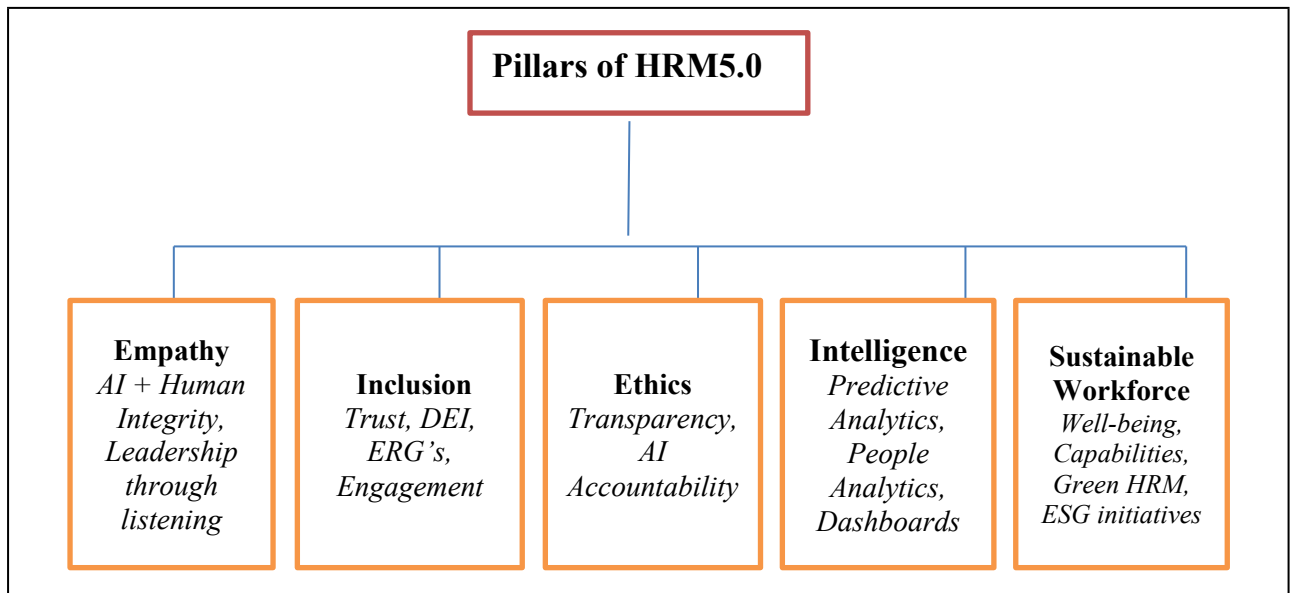 Pillars of HRM5.0
Empathy
AI + Human
Integrity,
Leadership
through
listening
Inclusion
Trust, DEI,
ERG's,
Engagement
Ethics
Transparency,
AI
Accountability
Intelligence
Predictive
Analytics,
People
Analytics,
Dashboards
Sustainable
Workforce
Well-being,
Capabilities,
Green HRM,
ESG initiatives